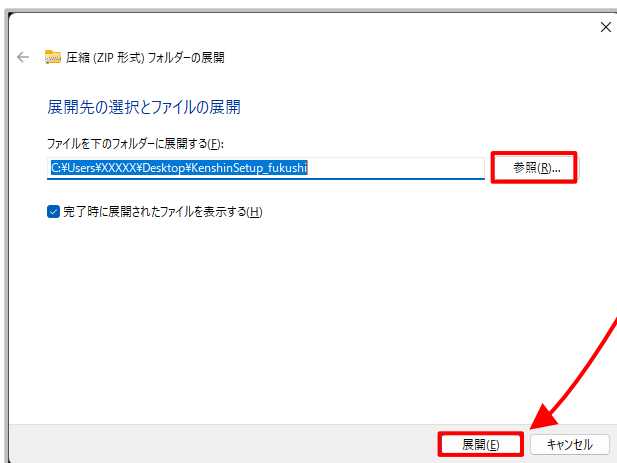 圧縮 (ZIP 形式) フォルダーの展開
展開先の選択とファイルの展開
ファイルを下のフォルダーに展開する(F):
C:¥Users¥XXXXX¥Desktop¥KenshinSetup_fukushi
参照(R)...
完了時に展開されたファイルを表示する(H)
展開(E)
キャンセル